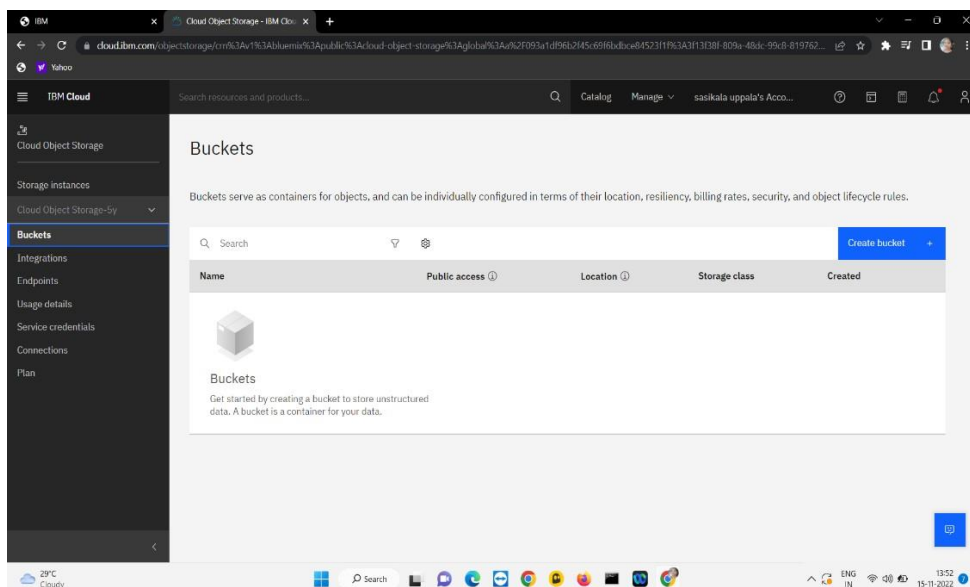 IBM
Cloud Object Storage - IBM Clou
Yahoo
IBM Cloud
Search resources and products...
Catalog
Manage
sasikala uppala's Acco...
Cloud Object Storage
Storage instances
Cloud Object Storage-5y
Buckets
Integrations
Endpoints
Usage details
Service credentials
Connections
Plan
Buckets
Buckets serve as containers for objects, and can be individually configured in terms of their location, resiliency, billing rates, security, and object lifecycle rules.
Search
Create bucket +
Name Public access Location Storage class Created
Buckets
Get started by creating a bucket to store unstructured
data. A bucket is a container for your data.
29°C
Cloudy
Search
ENG
IN
13:52
15-11-2022